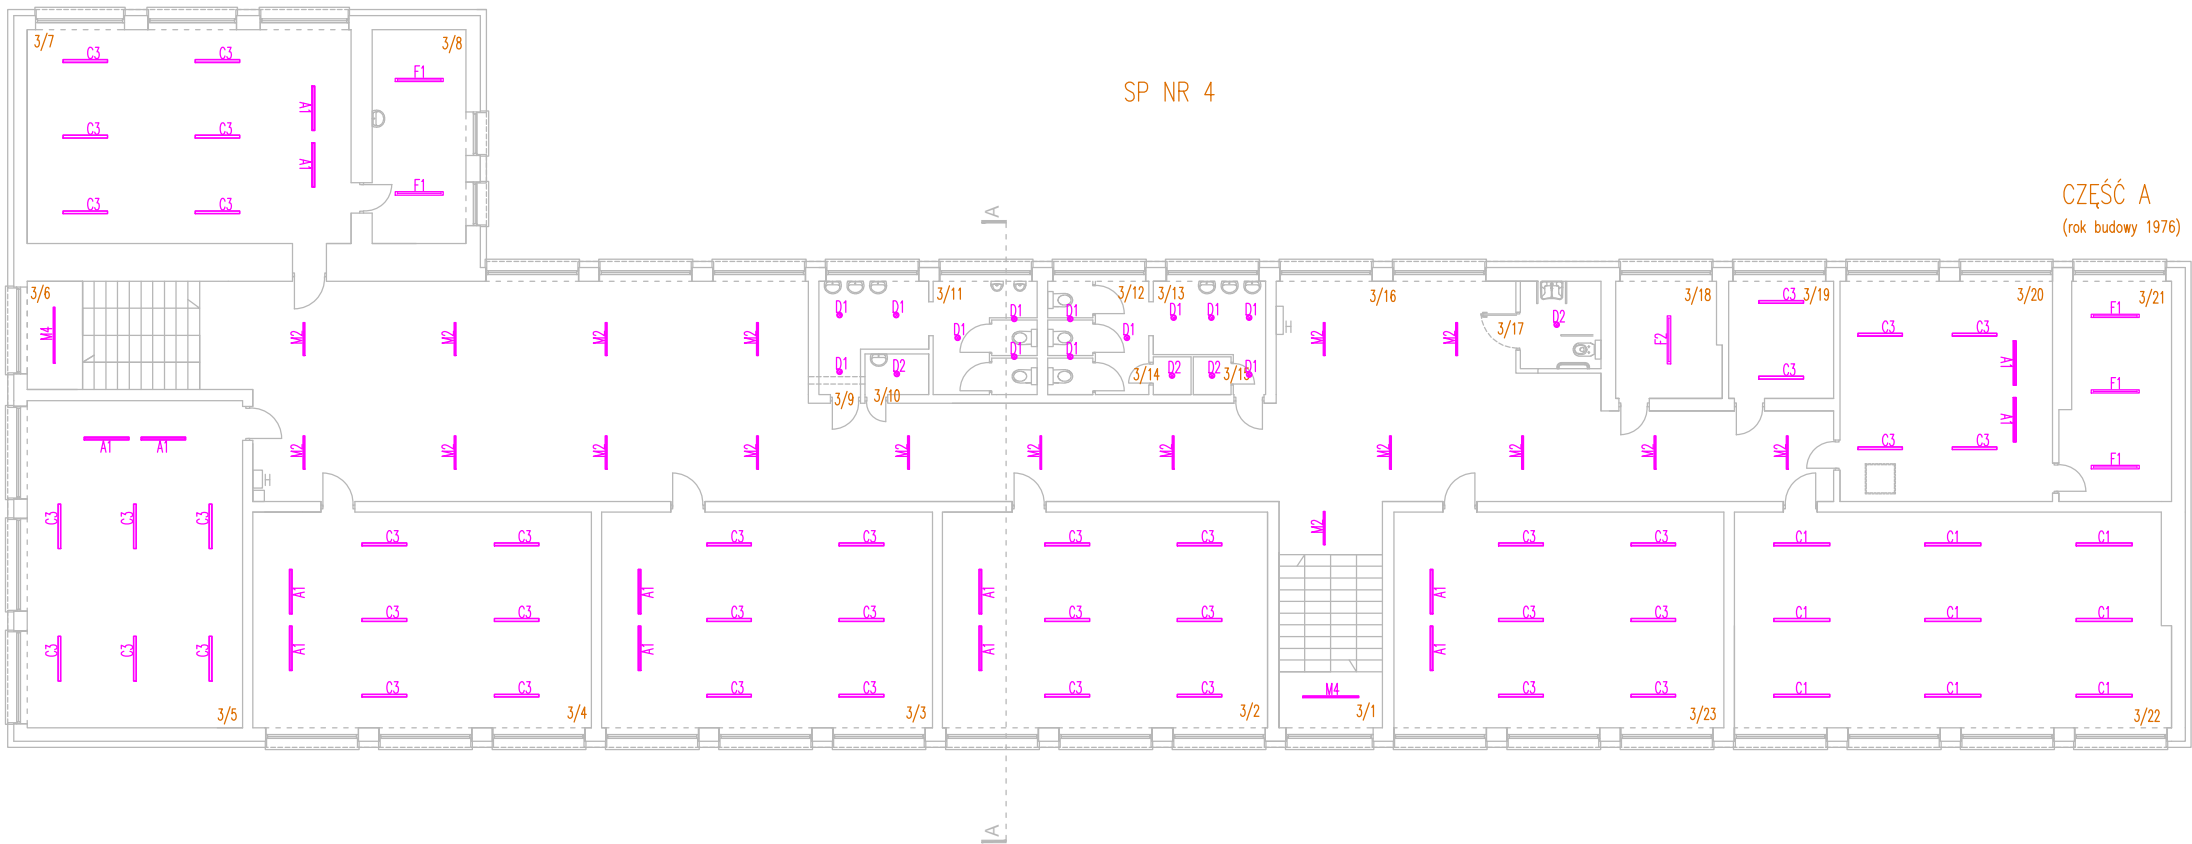 3/7
C3
C3
3/8
F1
SP NR 4
A1
C3
C3
A1
F1
CZĘŚĆ A
C3
C3
A
(rok budowy 1976)
3/6
3/11
3/12
3/13
3/16
3/18
C3
3/19
3/20
3/21
M4
D1
D1
D1
D1
D1
D1
D1
D1
D2
F1
M2
M2
M2
M2
D1
D1
M2
M2
3/17
F2
C3
C3
D1
D1
D1
A1
D1
D2
3/14
D2
D2
3/15
D1
C3
F1
3/9
3/10
A1
A1
A1
M2
M2
M2
M2
M2
M2
M2
M2
M2
M2
M2
C3
C3
F1
H
H
C3
C3
C3
M2
C3
C3
C3
C3
C3
C3
C3
C3
C1
C1
C1
A1
A1
A1
A1
C3
C3
C3
C3
C3
C3
C3
C3
C1
C1
C1
C3
C3
C3
A1
A1
A1
A1
C3
C3
C3
C3
C3
C3
M4
C3
C3
C1
C1
C1
3/5
3/4
3/3
3/2
3/1
3/23
3/22
A